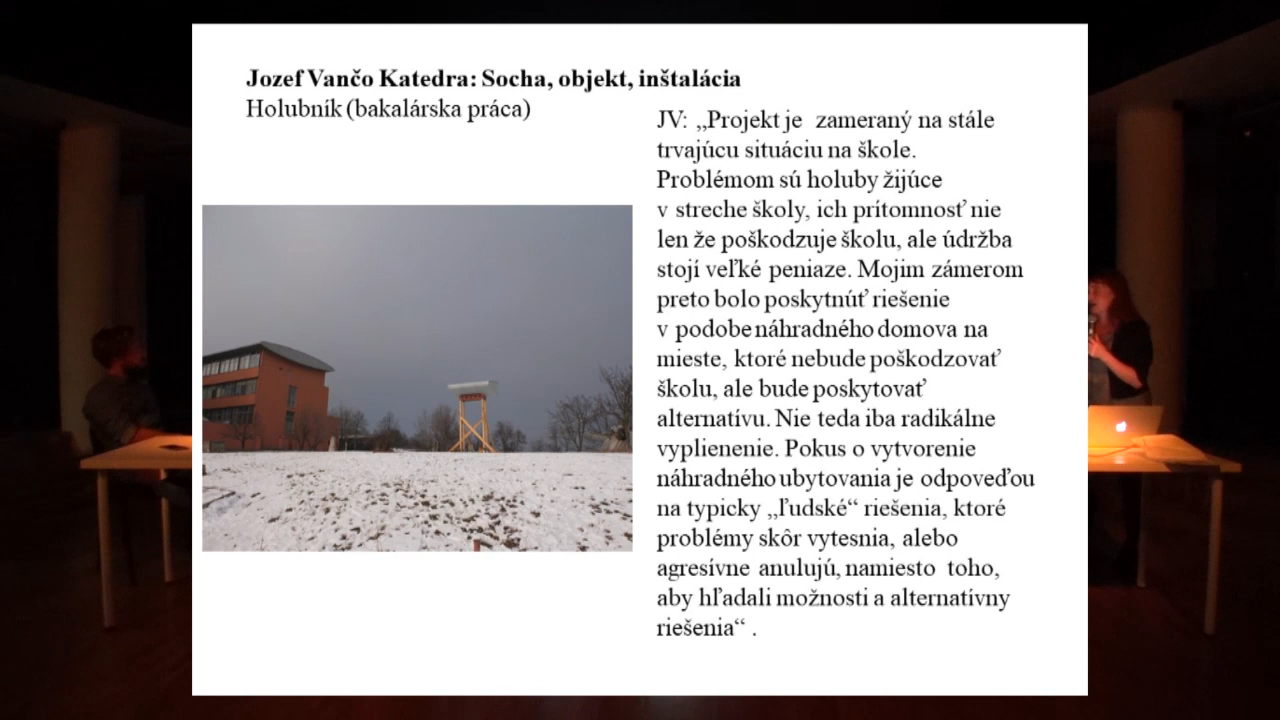 Jozef Vančo Katedra: Socha, objekt, inštalácia
Holubník (bakalárska práca)
JV: „Projekt je zameraný na stále
trvajúcu situáciu na škole.
Problémom sú holuby žijúce
v streche školy, ich prítomnosť nie
len že poškodzuje školu, ale údržba
stojí veľké peniaze. Mojim zámerom
preto bolo poskytnúť riešenie
v podobe náhradného domova na
mieste, ktoré nebude poškodzovať
školu, ale bude poskytovať
alternatívu. Nie teda iba radikálne
vyplienenie. Pokus o vytvorenie
náhradného ubytovania je odpoveďou
na typicky „ľudské“ riešenia, ktoré
problémy skôr vytesnia, alebo
agresívne anulujú, namiesto toho,
aby hľadali možnosti a alternatívny
riešenia“ .